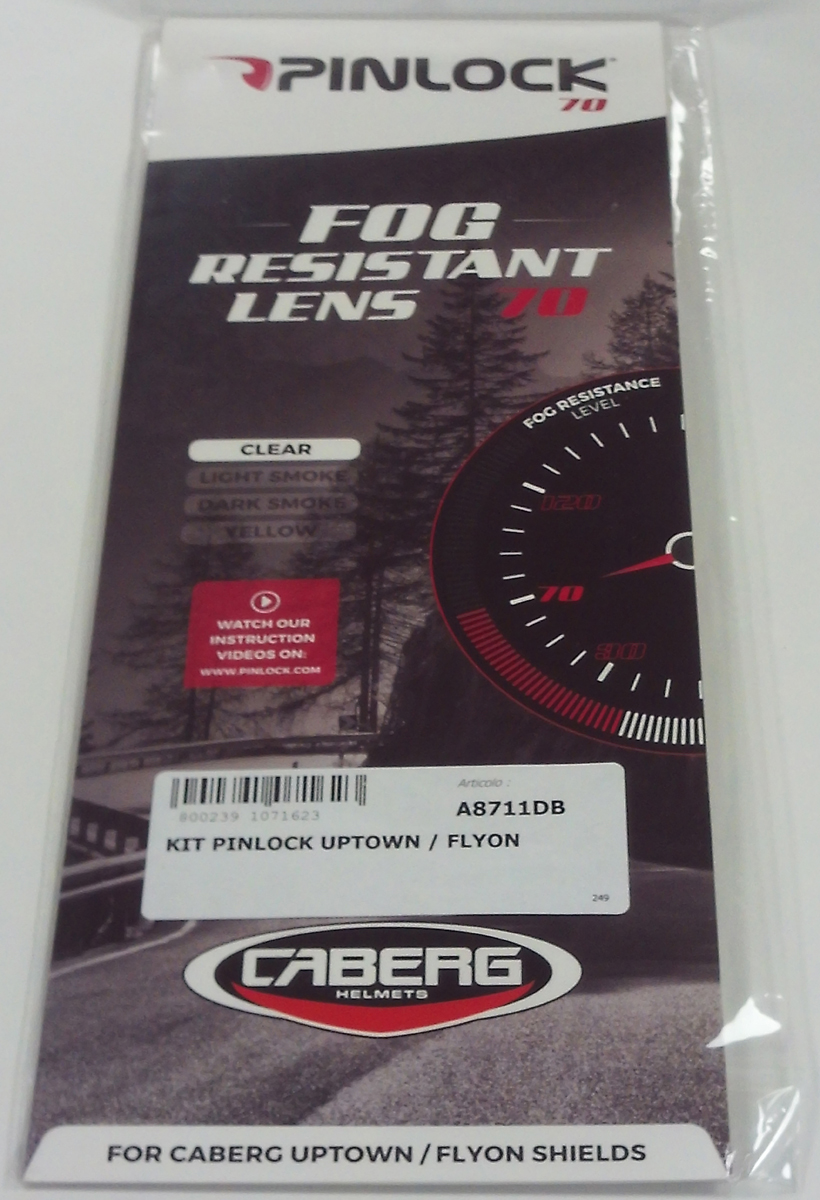 PINLOCK™
70
FOG
RESISTANT
LENS 70
FOG RESISTANCE
LEVEL
120
70
30
CLEAR
LIGHT SMOKE
DARK SMOKE
YELLOW
WATCH OUR
INSTRUCTION
VIDEOS ON:
WWW.PINLOCK.COM
Articolo :
800239 1071623
A8711DB
KIT PINLOCK UPTOWN / FLYON
249
CABERG
HELMETS
FOR CABERG UPTOWN / FLYON SHIELDS